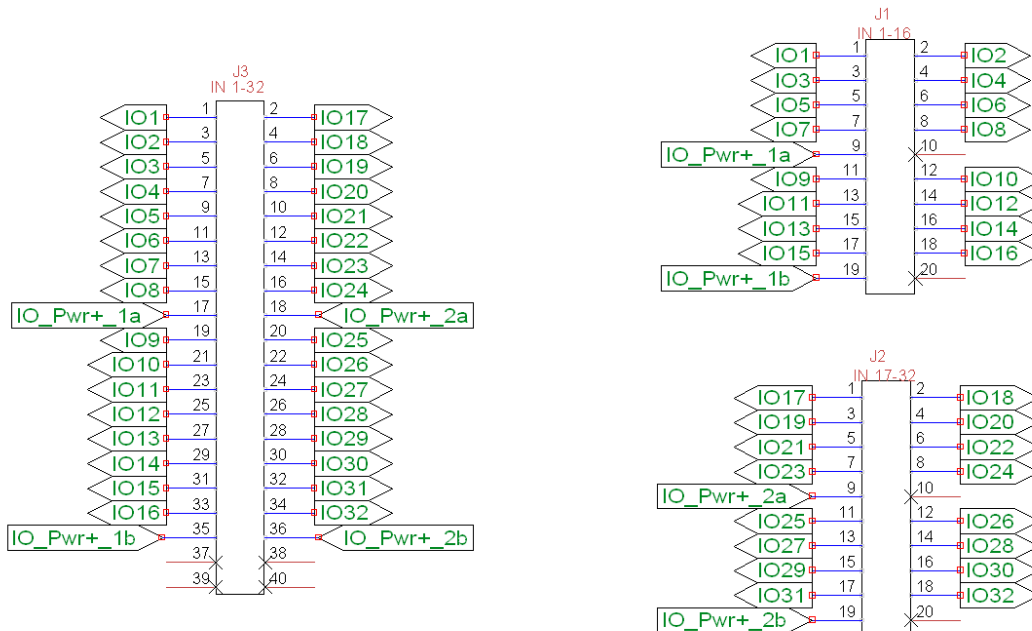 J3
IN 1-32
IO1 1 2 IO17
IO2 3 4 IO18
IO3 5 6 IO19
IO4 7 8 IO20
IO5 9 10 IO21
IO6 11 12 IO22
IO7 13 14 IO23
IO8 15 16 IO24
IO_Pwr+_1a 17 18 IO_Pwr+_2a
IO9 19 20 IO25
IO10 21 22 IO26
IO11 23 24 IO27
IO12 25 26 IO28
IO13 27 28 IO29
IO14 29 30 IO30
IO15 31 32 IO31
IO16 33 34 IO32
IO_Pwr+_1b 35 36 IO_Pwr+_2b
37 38
39 40
J1
IN 1-16
IO1 1 2 IO2
IO3 3 4 IO4
IO5 5 6 IO6
IO7 7 8 IO8
IO_Pwr+_1a 9 10
IO9 11 12 IO10
IO11 13 14 IO12
IO13 15 16 IO14
IO15 17 18 IO16
IO_Pwr+_1b 19 20
J2
IN 17-32
IO17 1 2 IO18
IO19 3 4 IO20
IO21 5 6 IO22
IO23 7 8 IO24
IO_Pwr+_2a 9 10
IO25 11 12 IO26
IO27 13 14 IO28
IO29 15 16 IO30
IO31 17 18 IO32
IO_Pwr+_2b 19 20